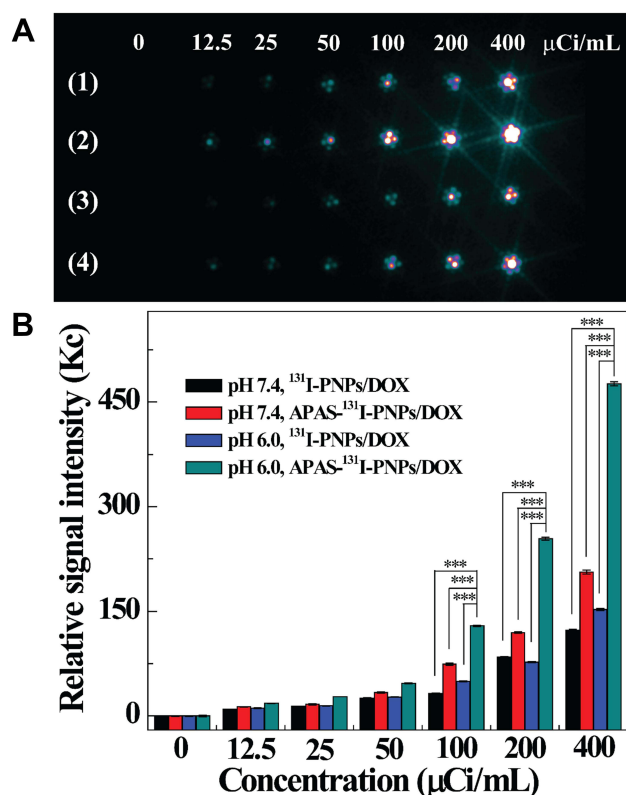 A
0 12.5 25 50 100 200 400 μCi/mL
(1)
(2)
(3)
(4)
B
Relative signal intensity (Kc)
450
300
150
0
pH 7.4, ¹³¹I-PNPs/DOX
pH 7.4, APAS-¹³¹I-PNPs/DOX
pH 6.0, ¹³¹I-PNPs/DOX
pH 6.0, APAS-¹³¹I-PNPs/DOX
***
***
***
***
***
***
***
***
***
0 12.5 25 50 100 200 400
Concentration (μCi/mL)